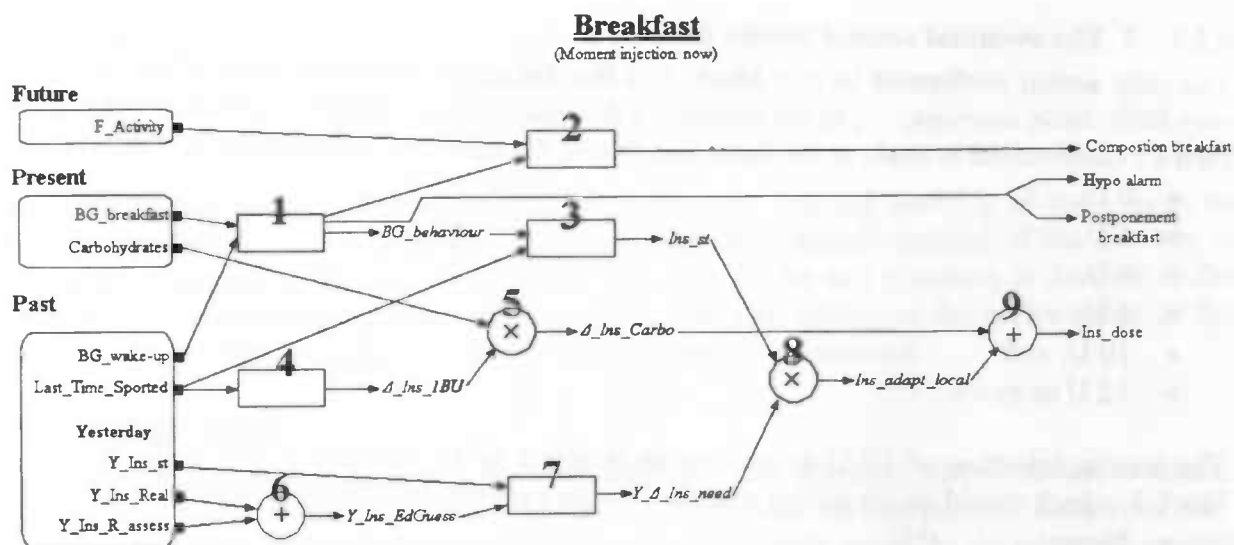 Breakfast
(Moment injection now)
Future
F_Activity
2
Compostion breakfast
Present
Hypo alarm
BG_breakfast
1
BG_behaviour
3
Ins_st
Postponement
breakfast
Carbohydrates
Past
5
×
Δ_Ins_Carbo
9
+
Ins_dose
BG_wake-up
Last_Time_Sported
4
Δ_Ins_1BU
8
×
Ins_adapt_local
Yesterday
Y_Ins_st
7
Y_Δ_Ins_need
Y_Ins_Real
6
+
Y_Ins_EdGuess
Y_Ins_R_assess